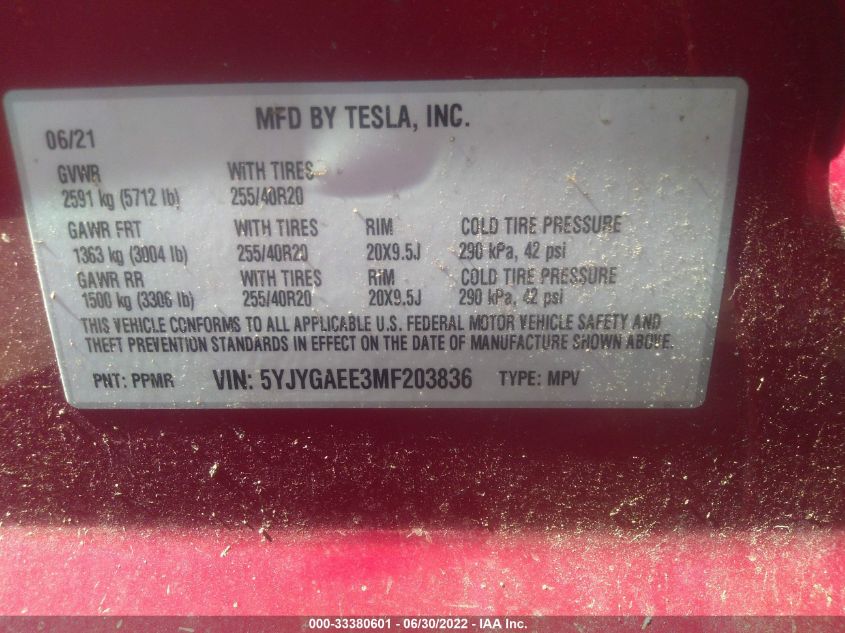 MFD BY TESLA, INC.
06/21
GVWR WITH TIRES
2591 kg (5712 lb) 255/40R20
GAWR FRT WITH TIRES RIM COLD TIRE PRESSURE
1363 kg (3004 lb) 255/40R20 20X9.5J 290 kPa, 42 psi
GAWR RR WITH TIRES RIM COLD TIRE PRESSURE
1500 kg (3306 lb) 255/40R20 20X9.5J 290 kPa, 42 psi
THIS VEHICLE CONFORMS TO ALL APPLICABLE U.S. FEDERAL MOTOR VEHICLE SAFETY AND
THEFT PREVENTION STANDARDS IN EFFECT ON THE DATE OF MANUFACTURE SHOWN ABOVE.
PNT: PPMR VIN: 5YJYGAEE3MF203836 TYPE: MPV
000-33380601 - 06/30/2022 - IAA Inc.